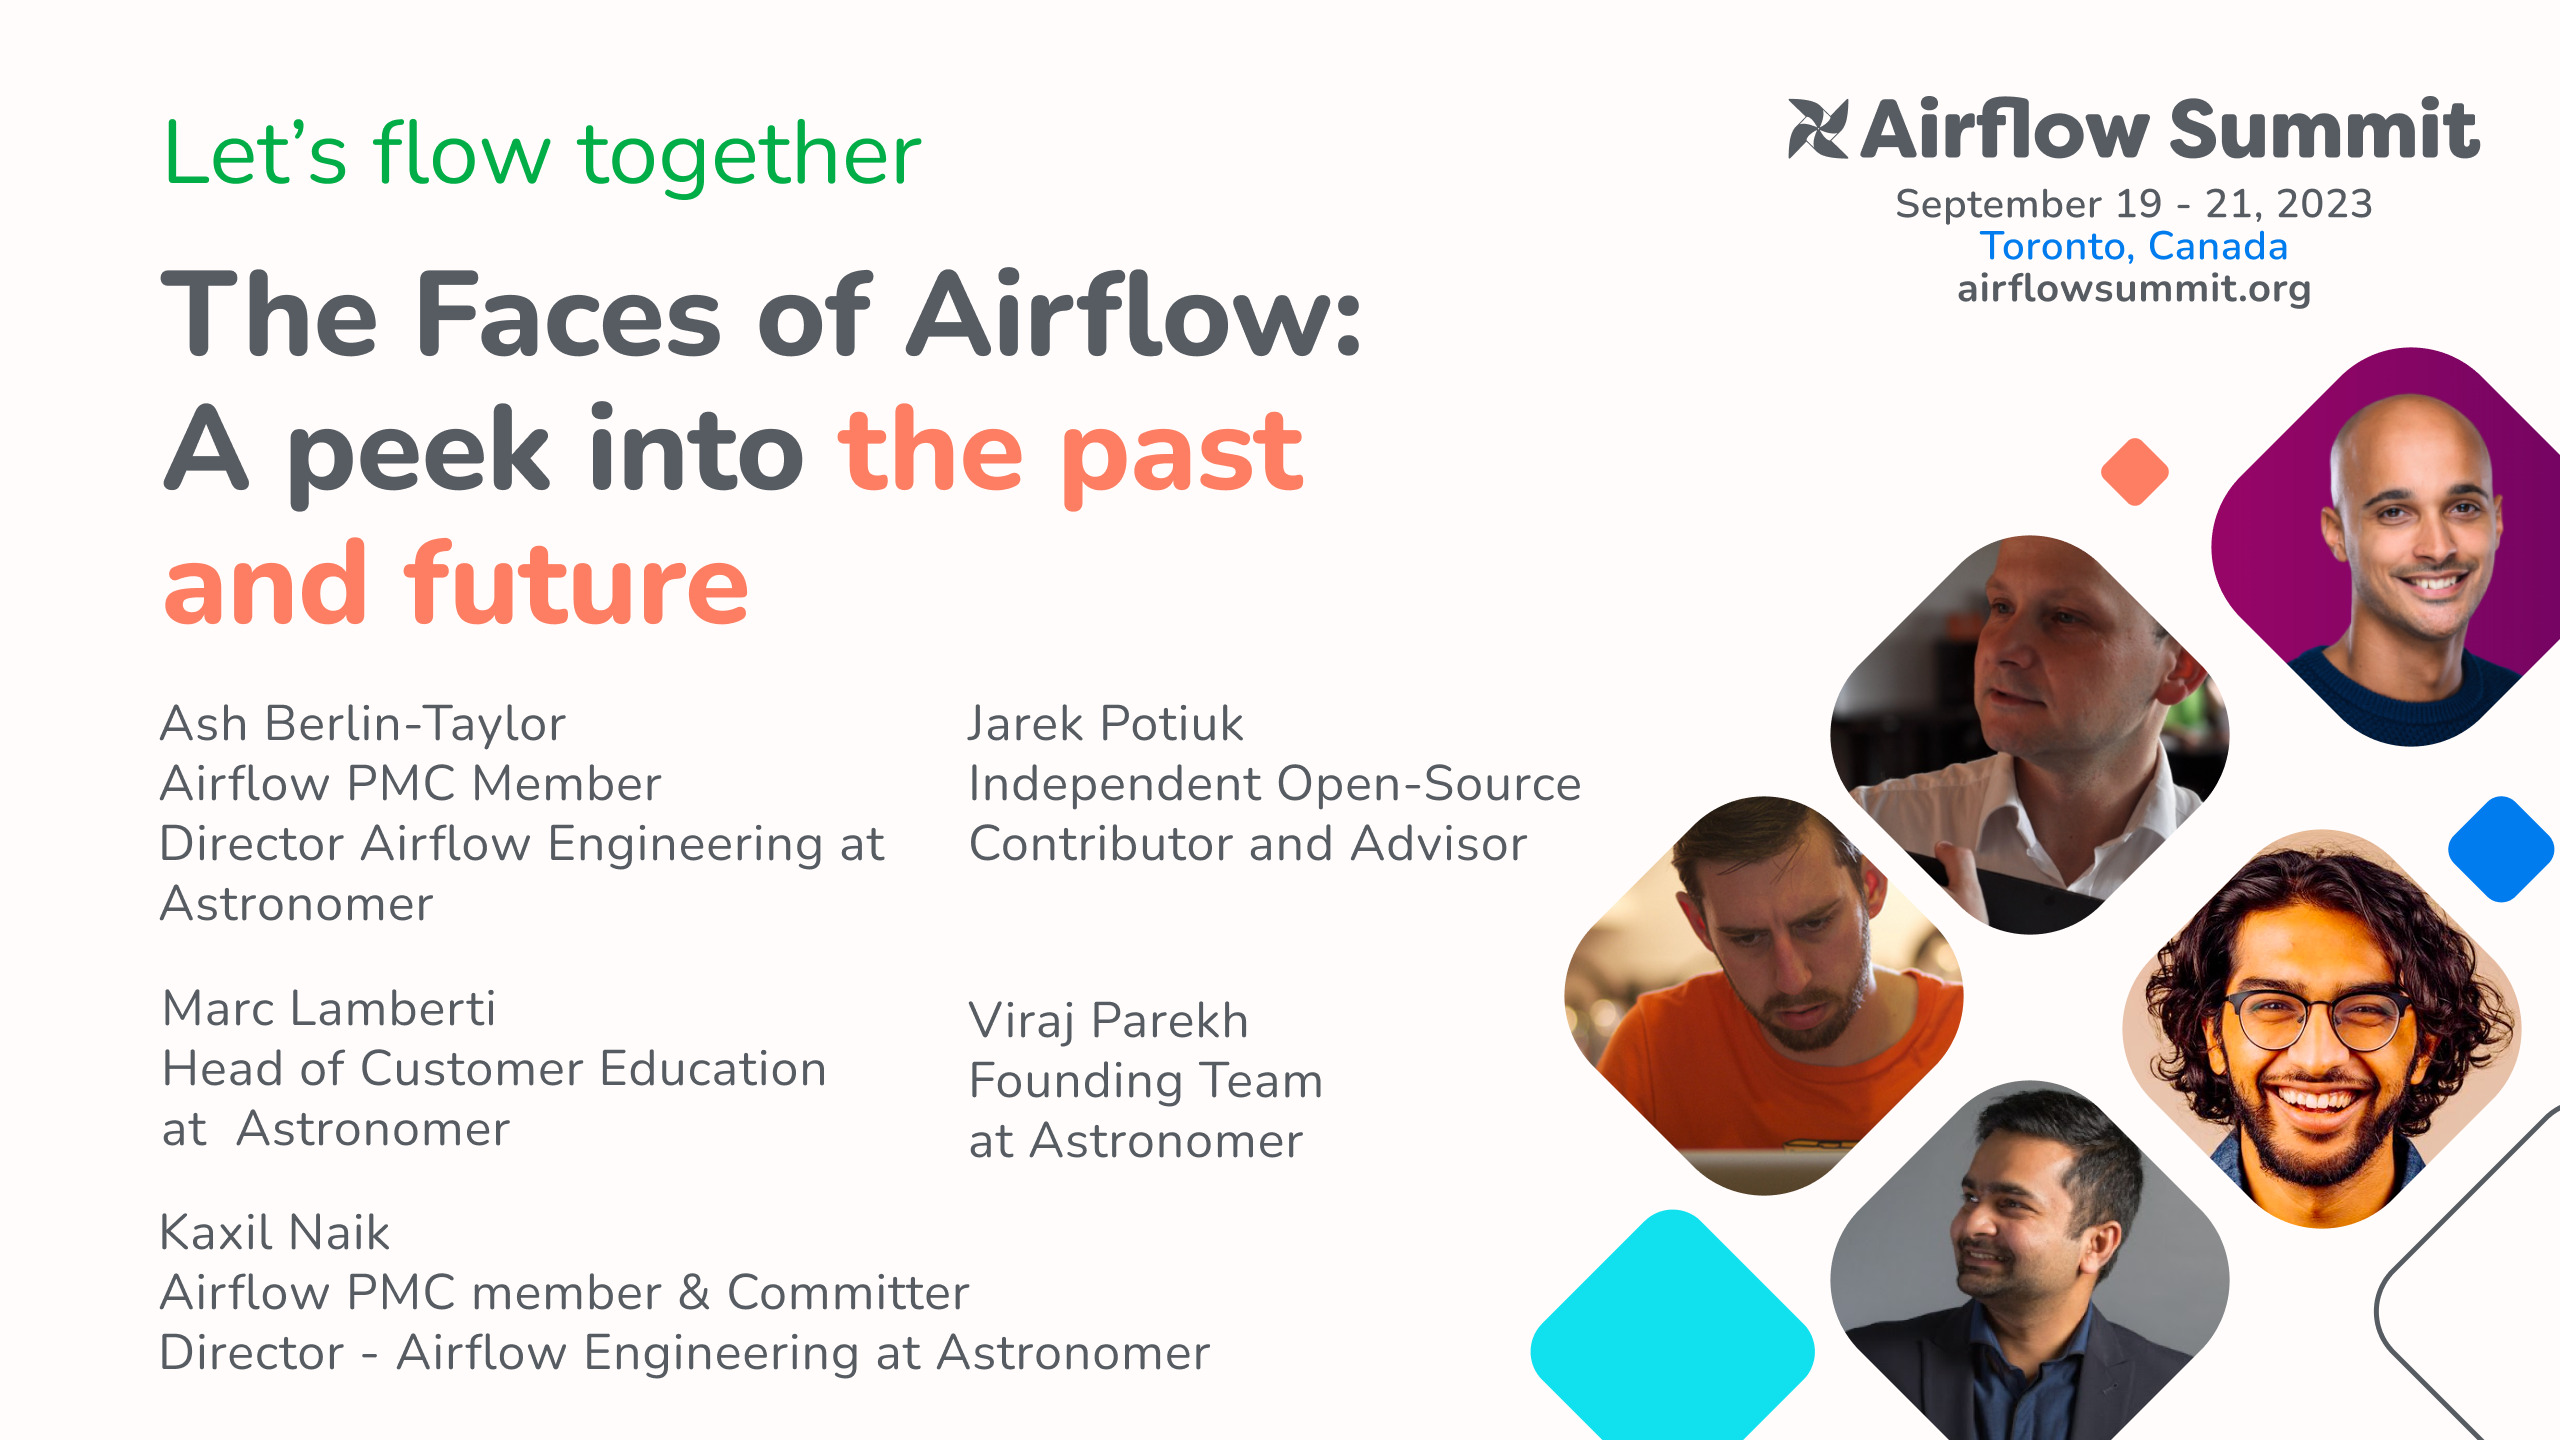 Let’s flow together
Airflow Summit
September 19 - 21, 2023
Toronto, Canada
airflowsummit.org
The Faces of Airflow:
A peek into the past
and future
Ash Berlin-Taylor
Airflow PMC Member
Director Airflow Engineering at
Astronomer
Jarek Potiuk
Independent Open-Source
Contributor and Advisor
Marc Lamberti
Head of Customer Education
at  Astronomer
Viraj Parekh
Founding Team
at Astronomer
Kaxil Naik
Airflow PMC member & Committer
Director - Airflow Engineering at Astronomer